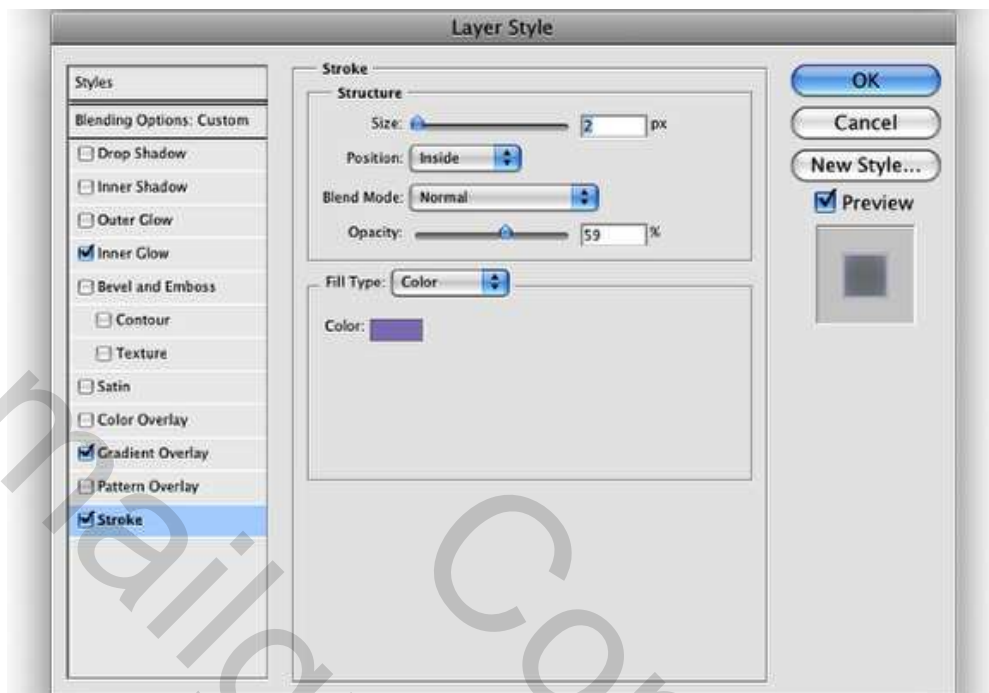 Layer Style
Styles
Blending Options: Custom
Drop Shadow
Inner Shadow
Outer Glow
Inner Glow
Bevel and Emboss
Contour
Texture
Satin
Color Overlay
Gradient Overlay
Pattern Overlay
Stroke
Stroke
Structure
Size: 2 px
Position: Inside
Blend Mode: Normal
Opacity: 59 %
Fill Type: Color
Color:
OK
Cancel
New Style...
Preview